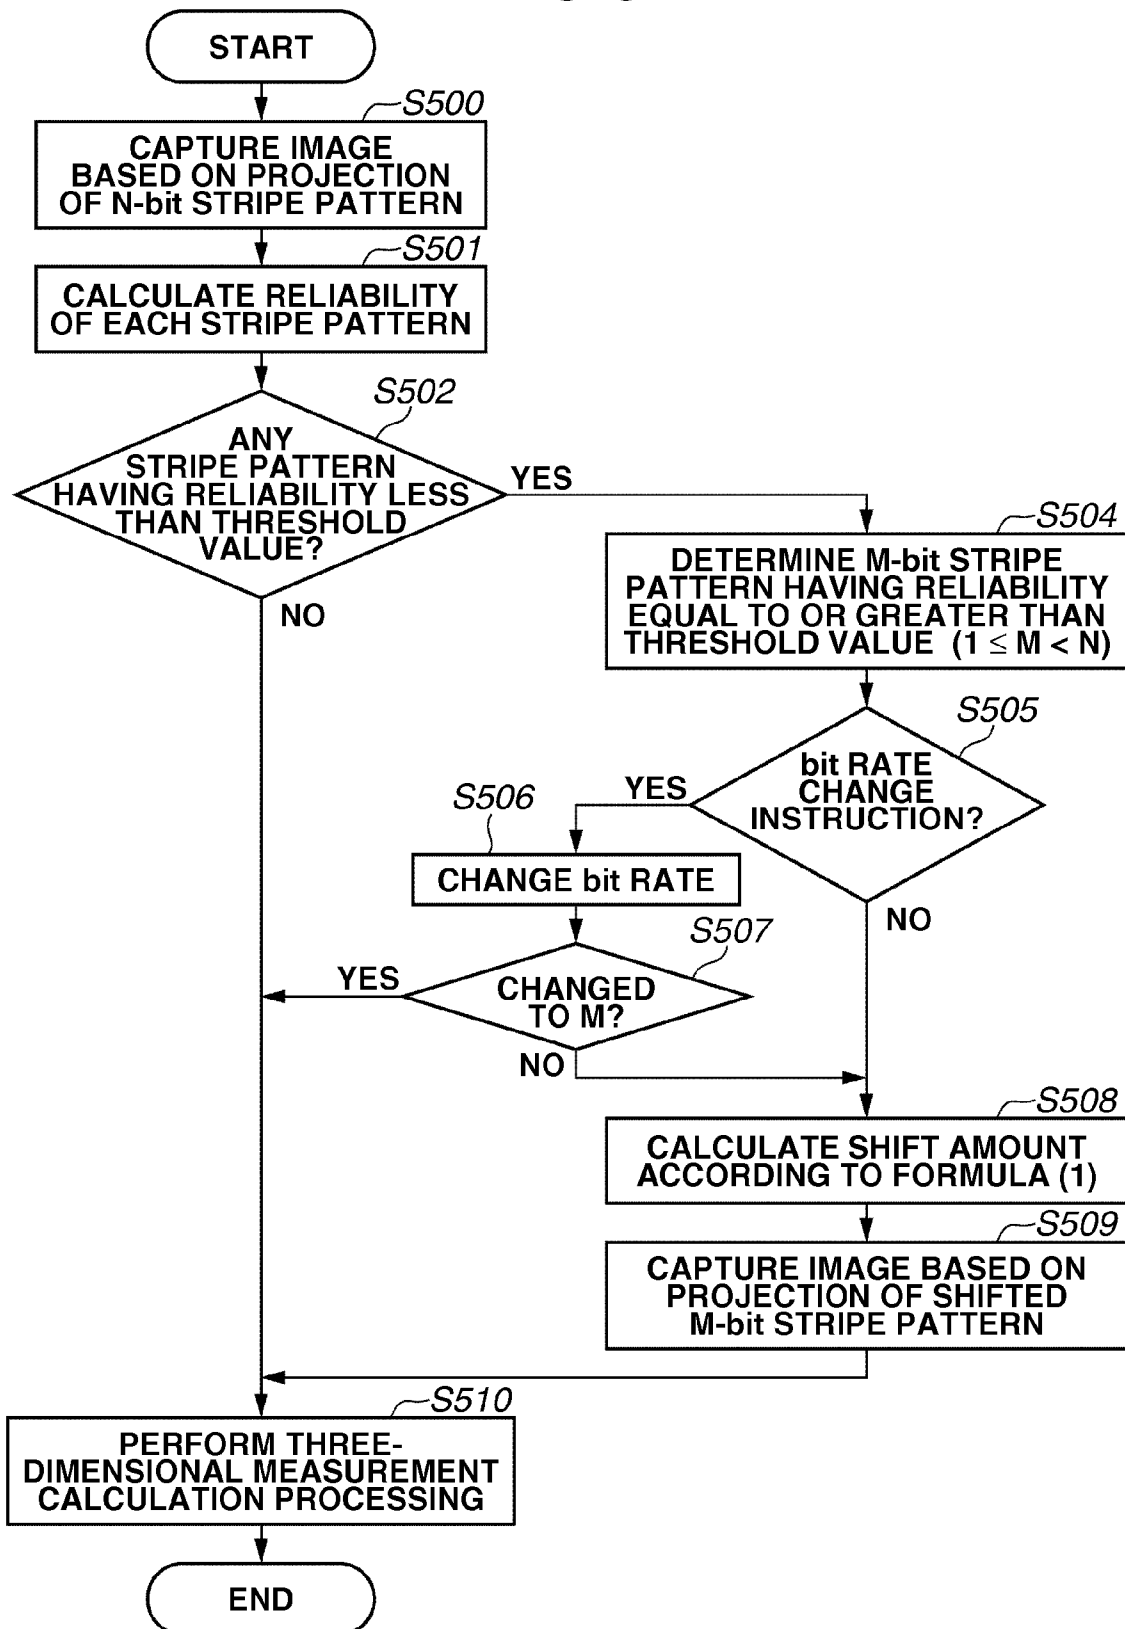 START
S500
CAPTURE IMAGE
BASED ON PROJECTION
OF N-bit STRIPE PATTERN
S501
CALCULATE RELIABILITY
OF EACH STRIPE PATTERN
S502
ANY
STRIPE PATTERN
HAVING RELIABILITY LESS
THAN THRESHOLD
VALUE?
YES
NO
S504
DETERMINE M-bit STRIPE
PATTERN HAVING RELIABILITY
EQUAL TO OR GREATER THAN
THRESHOLD VALUE (1 ≤ M < N)
S505
bit RATE
CHANGE
INSTRUCTION?
YES
NO
S506
CHANGE bit RATE
S507
CHANGED
TO M?
YES
NO
S508
CALCULATE SHIFT AMOUNT
ACCORDING TO FORMULA (1)
S509
CAPTURE IMAGE BASED ON
PROJECTION OF SHIFTED
M-bit STRIPE PATTERN
S510
PERFORM THREE-
DIMENSIONAL MEASUREMENT
CALCULATION PROCESSING
END